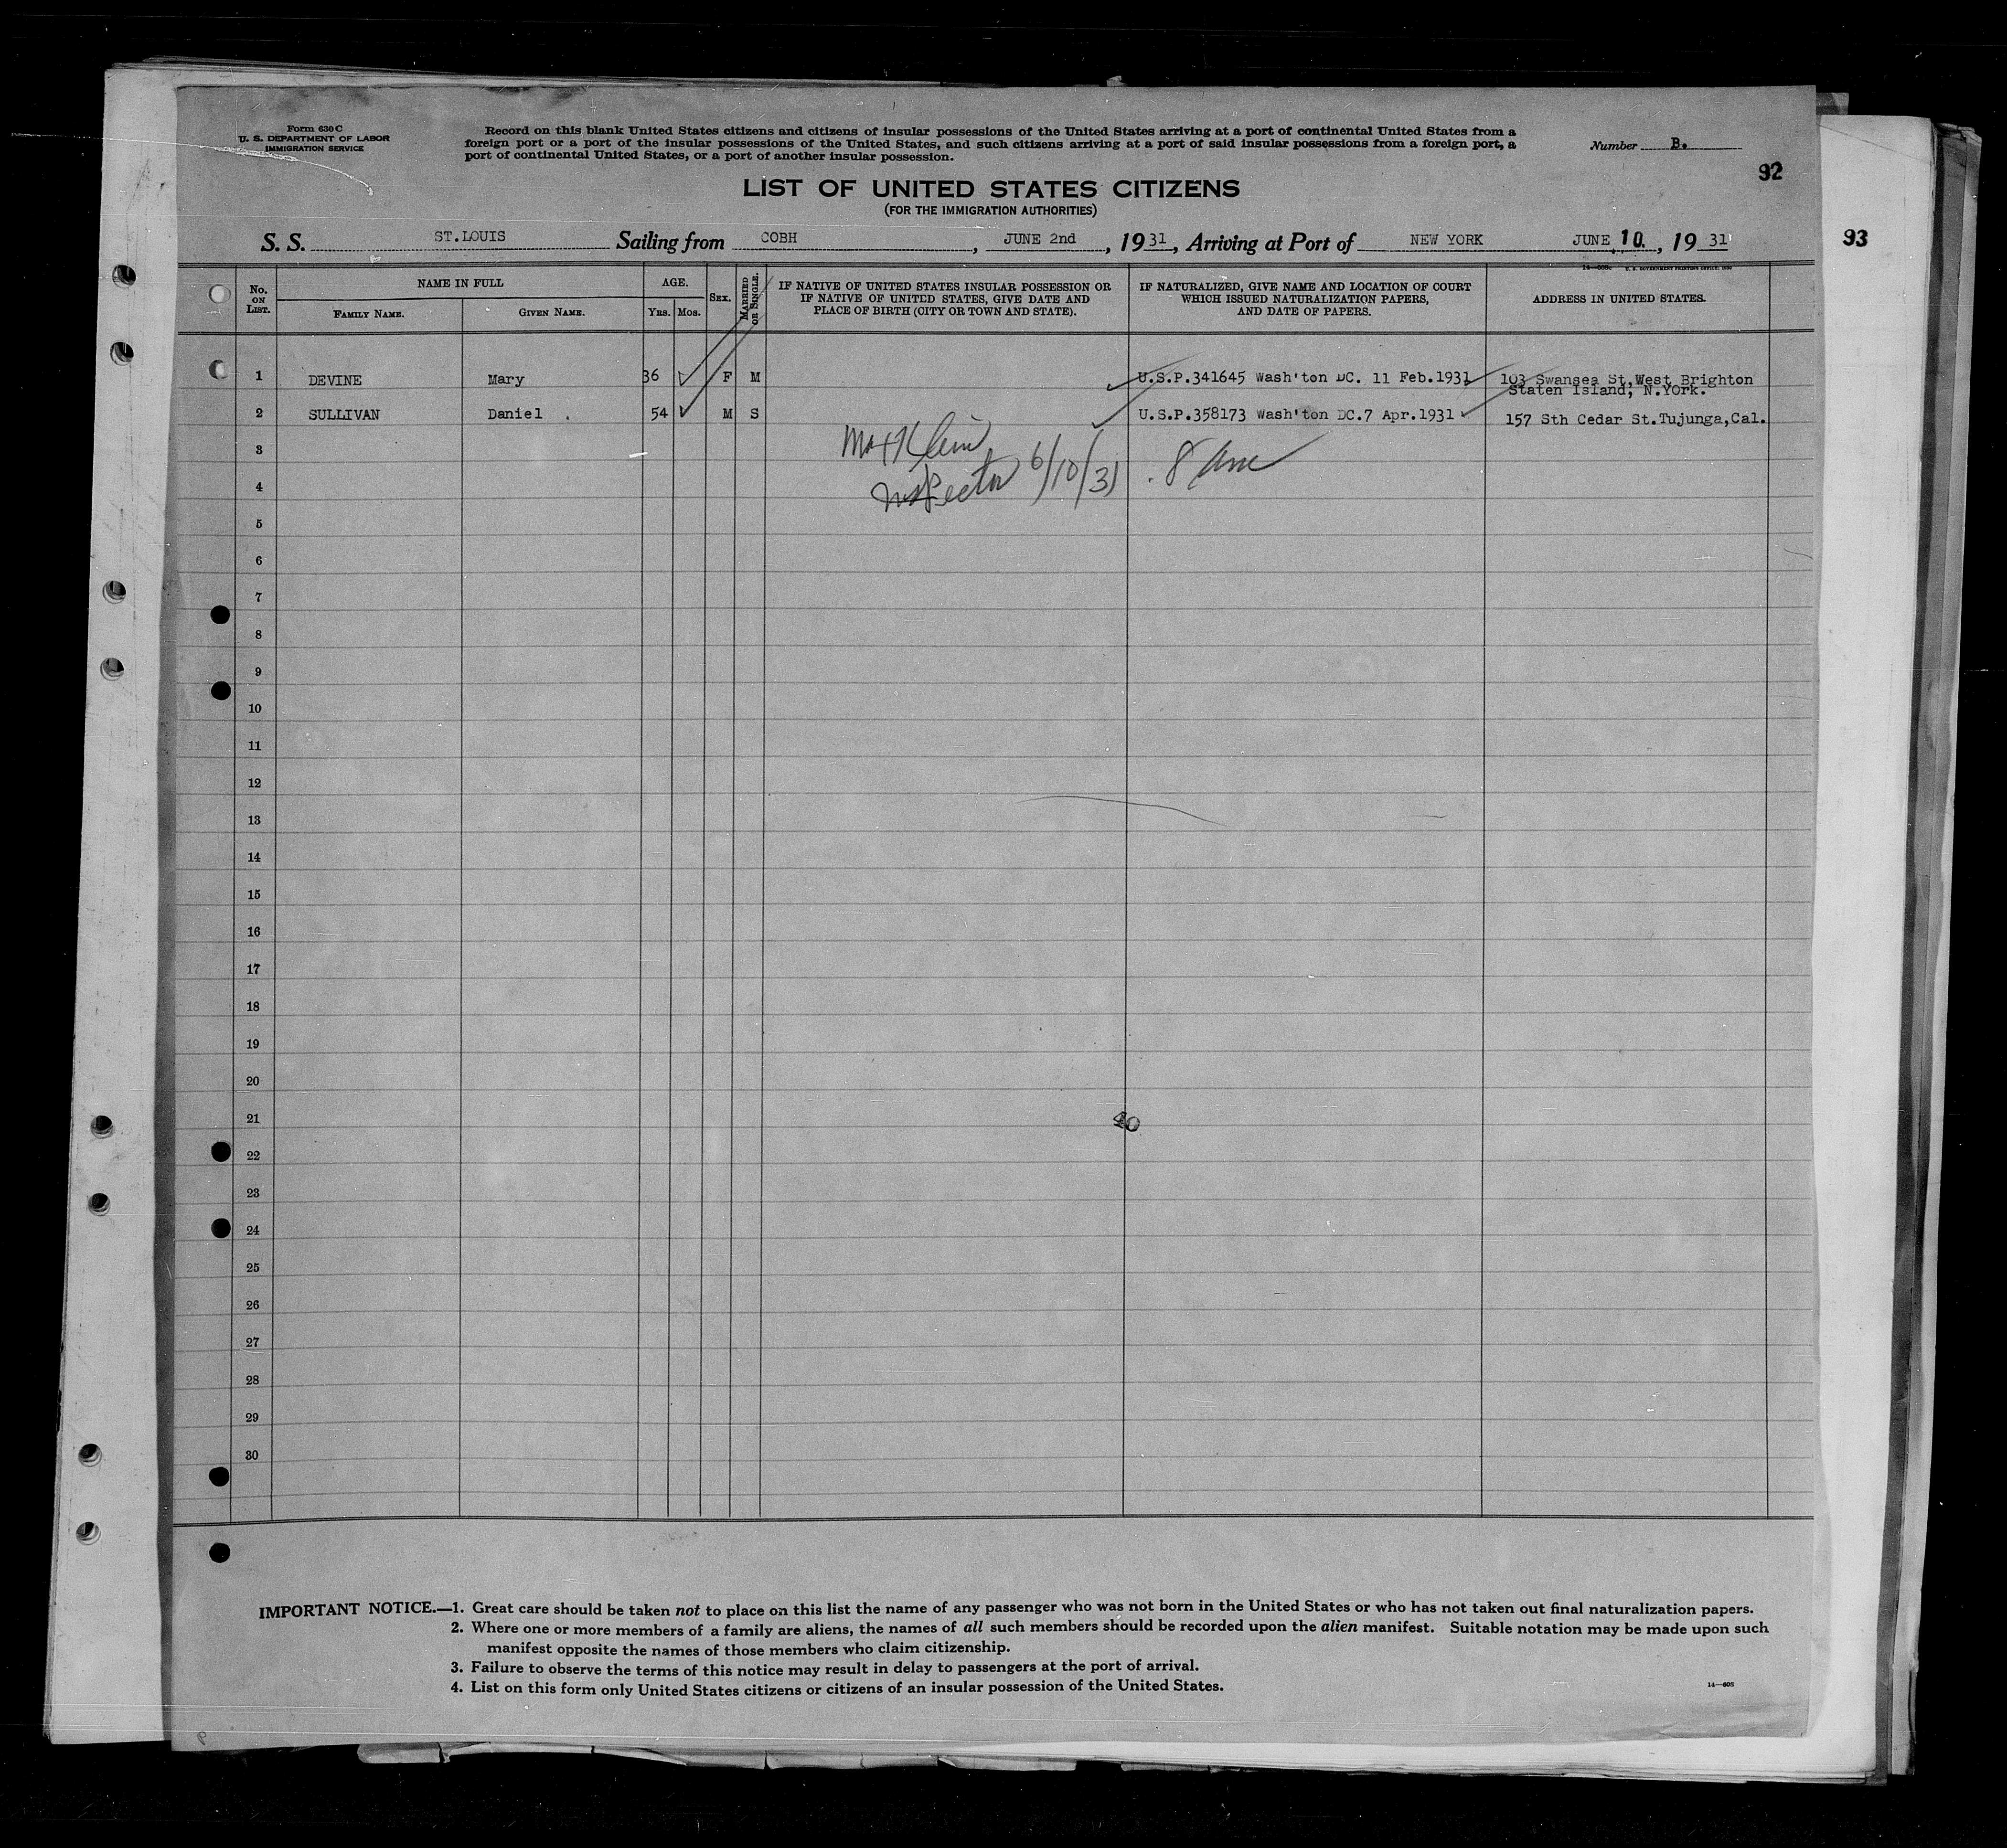 Form 630 C
U. S. DEPARTMENT OF LABOR
IMMIGRATION SERVICE
Record on this blank United States citizens and citizens of insular possessions of the United States arriving at a port of continental United States from a
foreign port or a port of the insular possessions of the United States, and such citizens arriving at a port of said insular possessions from a foreign port, a
port of continental United States, or a port of another insular possession.
Number B.
92
93
LIST OF UNITED STATES CITIZENS
(FOR THE IMMIGRATION AUTHORITIES)
S. S. ST.LOUIS Sailing from COBH, JUNE 2nd, 1931, Arriving at Port of NEW YORK JUNE 10., 1931
No. ON LIST. NAME IN FULL FAMILY NAME. GIVEN NAME. AGE. YRS. MOS. SEX. MARRIED OR SINGLE. IF NATIVE OF UNITED STATES INSULAR POSSESSION OR IF NATIVE OF UNITED STATES, GIVE DATE AND PLACE OF BIRTH (CITY OR TOWN AND STATE). IF NATURALIZED, GIVE NAME AND LOCATION OF COURT WHICH ISSUED NATURALIZATION PAPERS, AND DATE OF PAPERS. ADDRESS IN UNITED STATES.
1 DEVINE Mary 36 F M U.S.P.341645 Wash'ton DC. 11 Feb.1931 103 Swansea St,West Brighton
Staten Island, N.York.
2 SULLIVAN Daniel . 54 M S U.S.P.358173 Wash'ton DC.7 Apr.1931 157 Sth Cedar St.Tujunga,Cal.
3
Inspector 6/10/31
4
5
6
7
8
9
10
11
12
13
14
15
16
17
18
19
20
21
40
22
23
24
25
26
27
28
29
30
IMPORTANT NOTICE.—1. Great care should be taken not to place on this list the name of any passenger who was not born in the United States or who has not taken out final naturalization papers.
2. Where one or more members of a family are aliens, the names of all such members should be recorded upon the alien manifest. Suitable notation may be made upon such
manifest opposite the names of those members who claim citizenship.
3. Failure to observe the terms of this notice may result in delay to passengers at the port of arrival.
4. List on this form only United States citizens or citizens of an insular possession of the United States.